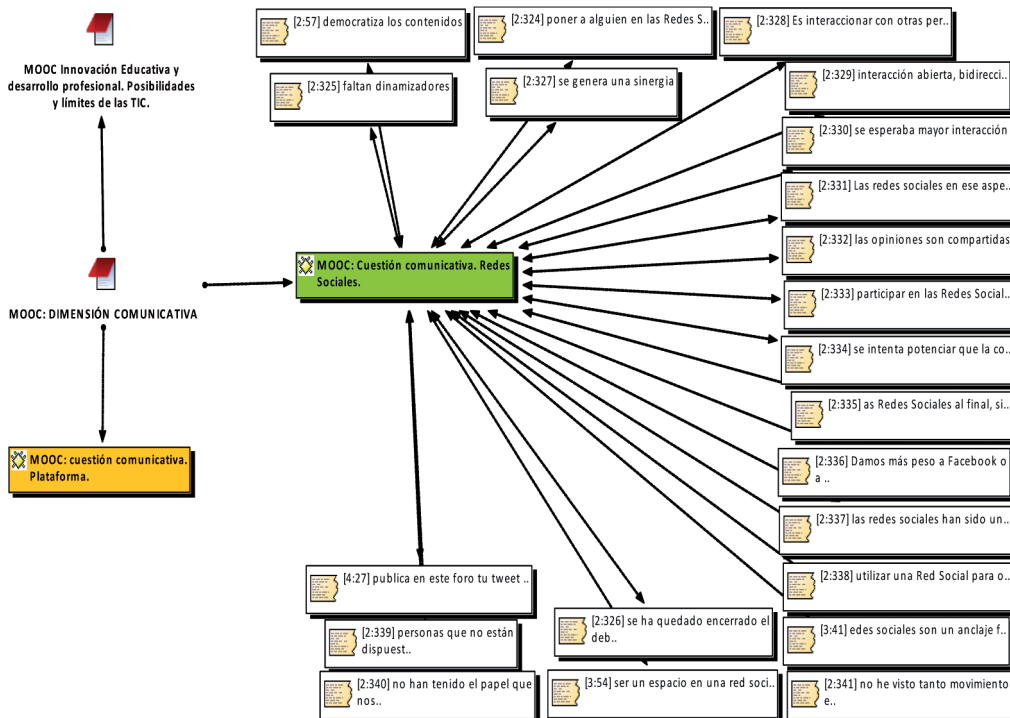 MOOC Innovación Educativa y
desarrollo profesional. Posibilidades
y límites de las TIC.
MOOC: DIMENSIÓN COMUNICATIVA
MOOC: cuestión comunicativa.
Plataforma.
MOOC: Cuestión comunicativa. Redes
Sociales.
[2:57] democratiza los contenidos
[2:325] faltan dinamizadores
[2:324] poner a alguien en las Redes S..
[2:327] se genera una sinergia
[2:328] Es interaccionar con otras per..
[2:329] interacción abierta, bidirecci..
[2:330] se esperaba mayor interacción
[2:331] Las redes sociales en ese aspe..
[2:332] las opiniones son compartidas
[2:333] participar en las Redes Social..
[2:334] se intenta potenciar que la co..
[2:335] as Redes Sociales al final, si..
[2:336] Damos más peso a Facebook o
a ..
[2:337] las redes sociales han sido un..
[2:338] utilizar una Red Social para o..
[3:41] edes sociales son un anclaje f..
[2:341] no he visto tanto movimiento
e..
[4:27] publica en este foro tu tweet ..
[2:339] personas que no están
dispuest..
[2:340] no han tenido el papel que
nos..
[2:326] se ha quedado encerrado el
deb..
[3:54] ser un espacio en una red soci..